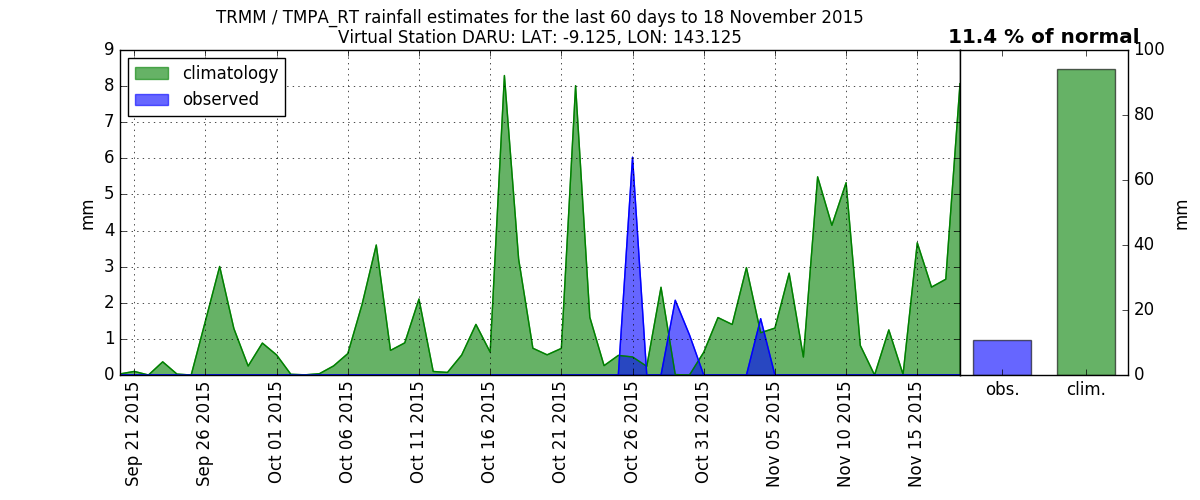 TRMM / TMPA_RT rainfall estimates for the last 60 days to 18 November 2015
Virtual Station DARU: LAT: -9.125, LON: 143.125
11.4 % of normal
climatology
observed
mm
9
8
7
6
5
4
3
2
1
0
Sep 21 2015
Sep 26 2015
Oct 01 2015
Oct 06 2015
Oct 11 2015
Oct 16 2015
Oct 21 2015
Oct 26 2015
Oct 31 2015
Nov 05 2015
Nov 10 2015
Nov 15 2015
obs.
clim.
100
80
60
40
20
0
mm